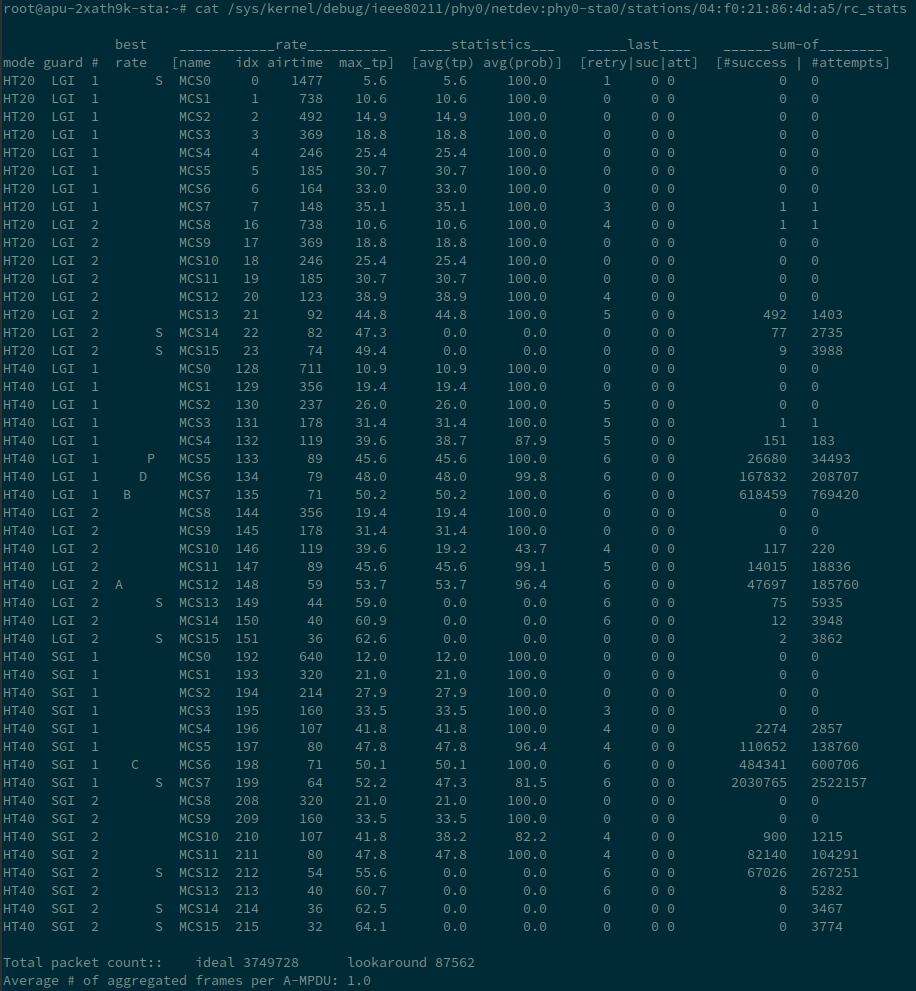 root@apu-2xath9k-sta:~# cat /sys/kernel/debug/ieee80211/phy0/netdev:phy0-sta0/stations/04:f0:21:86:4d:a5/rc_stats
best ____________rate__________ ____statistics___ _____last____ ______sum-of________
mode guard # rate [name idx airtime max_tp] [avg(tp) avg(prob)] [retry|suc|att] [#success | #attempts]
HT20 LGI 1 S MCS0 0 1477 5.6 5.6 100.0 1 0 0 0 0
HT20 LGI 1 MCS1 1 738 10.6 10.6 100.0 0 0 0 0 0
HT20 LGI 1 MCS2 2 492 14.9 14.9 100.0 0 0 0 0 0
HT20 LGI 1 MCS3 3 369 18.8 18.8 100.0 0 0 0 0 0
HT20 LGI 1 MCS4 4 246 25.4 25.4 100.0 0 0 0 0 0
HT20 LGI 1 MCS5 5 185 30.7 30.7 100.0 0 0 0 0 0
HT20 LGI 1 MCS6 6 164 33.0 33.0 100.0 0 0 0 0 0
HT20 LGI 1 MCS7 7 148 35.1 35.1 100.0 3 0 0 1 1
HT20 LGI 2 MCS8 16 738 10.6 10.6 100.0 4 0 0 1 1
HT20 LGI 2 MCS9 17 369 18.8 18.8 100.0 0 0 0 0 0
HT20 LGI 2 MCS10 18 246 25.4 25.4 100.0 0 0 0 0 0
HT20 LGI 2 MCS11 19 185 30.7 30.7 100.0 0 0 0 0 0
HT20 LGI 2 MCS12 20 123 38.9 38.9 100.0 4 0 0 0 0
HT20 LGI 2 MCS13 21 92 44.8 44.8 100.0 5 0 0 492 1403
HT20 LGI 2 S MCS14 22 82 47.3 0.0 0.0 0 0 0 77 2735
HT20 LGI 2 S MCS15 23 74 49.4 0.0 0.0 0 0 0 9 3988
HT40 LGI 1 MCS0 128 711 10.9 10.9 100.0 0 0 0 0 0
HT40 LGI 1 MCS1 129 356 19.4 19.4 100.0 0 0 0 0 0
HT40 LGI 1 MCS2 130 237 26.0 26.0 100.0 5 0 0 0 0
HT40 LGI 1 MCS3 131 178 31.4 31.4 100.0 5 0 0 1 1
HT40 LGI 1 MCS4 132 119 39.6 38.7 87.9 5 0 0 151 183
HT40 LGI 1 P MCS5 133 89 45.6 45.6 100.0 6 0 0 26680 34493
HT40 LGI 1 D MCS6 134 79 48.0 48.0 99.8 6 0 0 167832 208707
HT40 LGI 1 B MCS7 135 71 50.2 50.2 100.0 6 0 0 618459 769420
HT40 LGI 2 MCS8 144 356 19.4 19.4 100.0 0 0 0 0 0
HT40 LGI 2 MCS9 145 178 31.4 31.4 100.0 0 0 0 0 0
HT40 LGI 2 MCS10 146 119 39.6 19.2 43.7 4 0 0 117 220
HT40 LGI 2 MCS11 147 89 45.6 45.6 99.1 5 0 0 14015 18836
HT40 LGI 2 A MCS12 148 59 53.7 53.7 96.4 6 0 0 47697 185760
HT40 LGI 2 S MCS13 149 44 59.0 0.0 0.0 6 0 0 75 5935
HT40 LGI 2 MCS14 150 40 60.9 0.0 0.0 6 0 0 12 3948
HT40 LGI 2 S MCS15 151 36 62.6 0.0 0.0 0 0 0 2 3862
HT40 SGI 1 MCS0 192 640 12.0 12.0 100.0 0 0 0 0 0
HT40 SGI 1 MCS1 193 320 21.0 21.0 100.0 0 0 0 0 0
HT40 SGI 1 MCS2 194 214 27.9 27.9 100.0 0 0 0 0 0
HT40 SGI 1 MCS3 195 160 33.5 33.5 100.0 3 0 0 0 0
HT40 SGI 1 MCS4 196 107 41.8 41.8 100.0 4 0 0 2274 2857
HT40 SGI 1 MCS5 197 80 47.8 47.8 96.4 4 0 0 110652 138760
HT40 SGI 1 C MCS6 198 71 50.1 50.1 100.0 6 0 0 484341 600706
HT40 SGI 1 S MCS7 199 64 52.2 47.3 81.5 6 0 0 2030765 2522157
HT40 SGI 2 MCS8 208 320 21.0 21.0 100.0 0 0 0 0 0
HT40 SGI 2 MCS9 209 160 33.5 33.5 100.0 0 0 0 0 0
HT40 SGI 2 MCS10 210 107 41.8 38.2 82.2 4 0 0 900 1215
HT40 SGI 2 MCS11 211 80 47.8 47.8 100.0 4 0 0 82140 104291
HT40 SGI 2 S MCS12 212 54 55.6 0.0 0.0 6 0 0 67026 267251
HT40 SGI 2 MCS13 213 40 60.7 0.0 0.0 6 0 0 8 5282
HT40 SGI 2 S MCS14 214 36 62.5 0.0 0.0 0 0 0 0 3467
HT40 SGI 2 S MCS15 215 32 64.1 0.0 0.0 0 0 0 0 3774
Total packet count:: ideal 3749728 lookaround 87562
Average # of aggregated frames per A-MPDU: 1.0